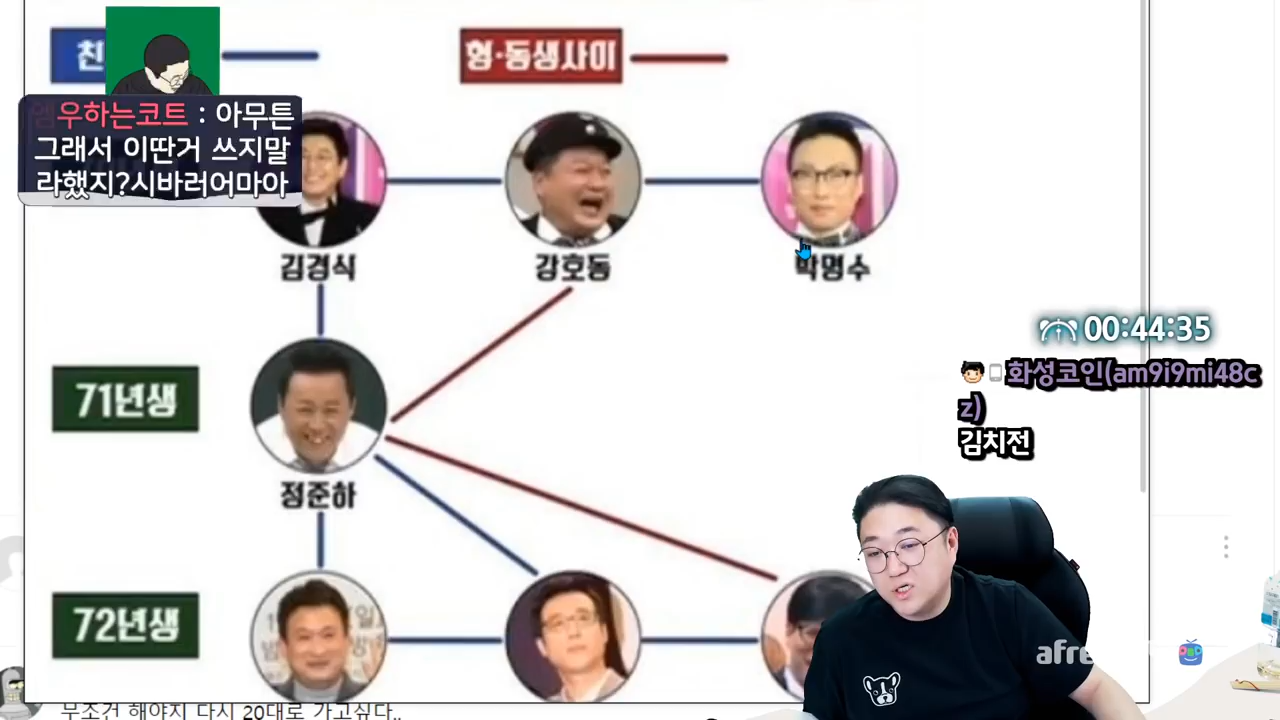 친
형·동생사이
엠우하는코트 : 아무튼
그래서 이딴거 쓰지말
라했지?시바러어마아
김경식
강호동
박명수
00:44:35
화성코인(am9i9mi48c
z)
김치전
71년생
정준하
72년생
afre
무조건 해야지 다시 20대로 가고싶다..